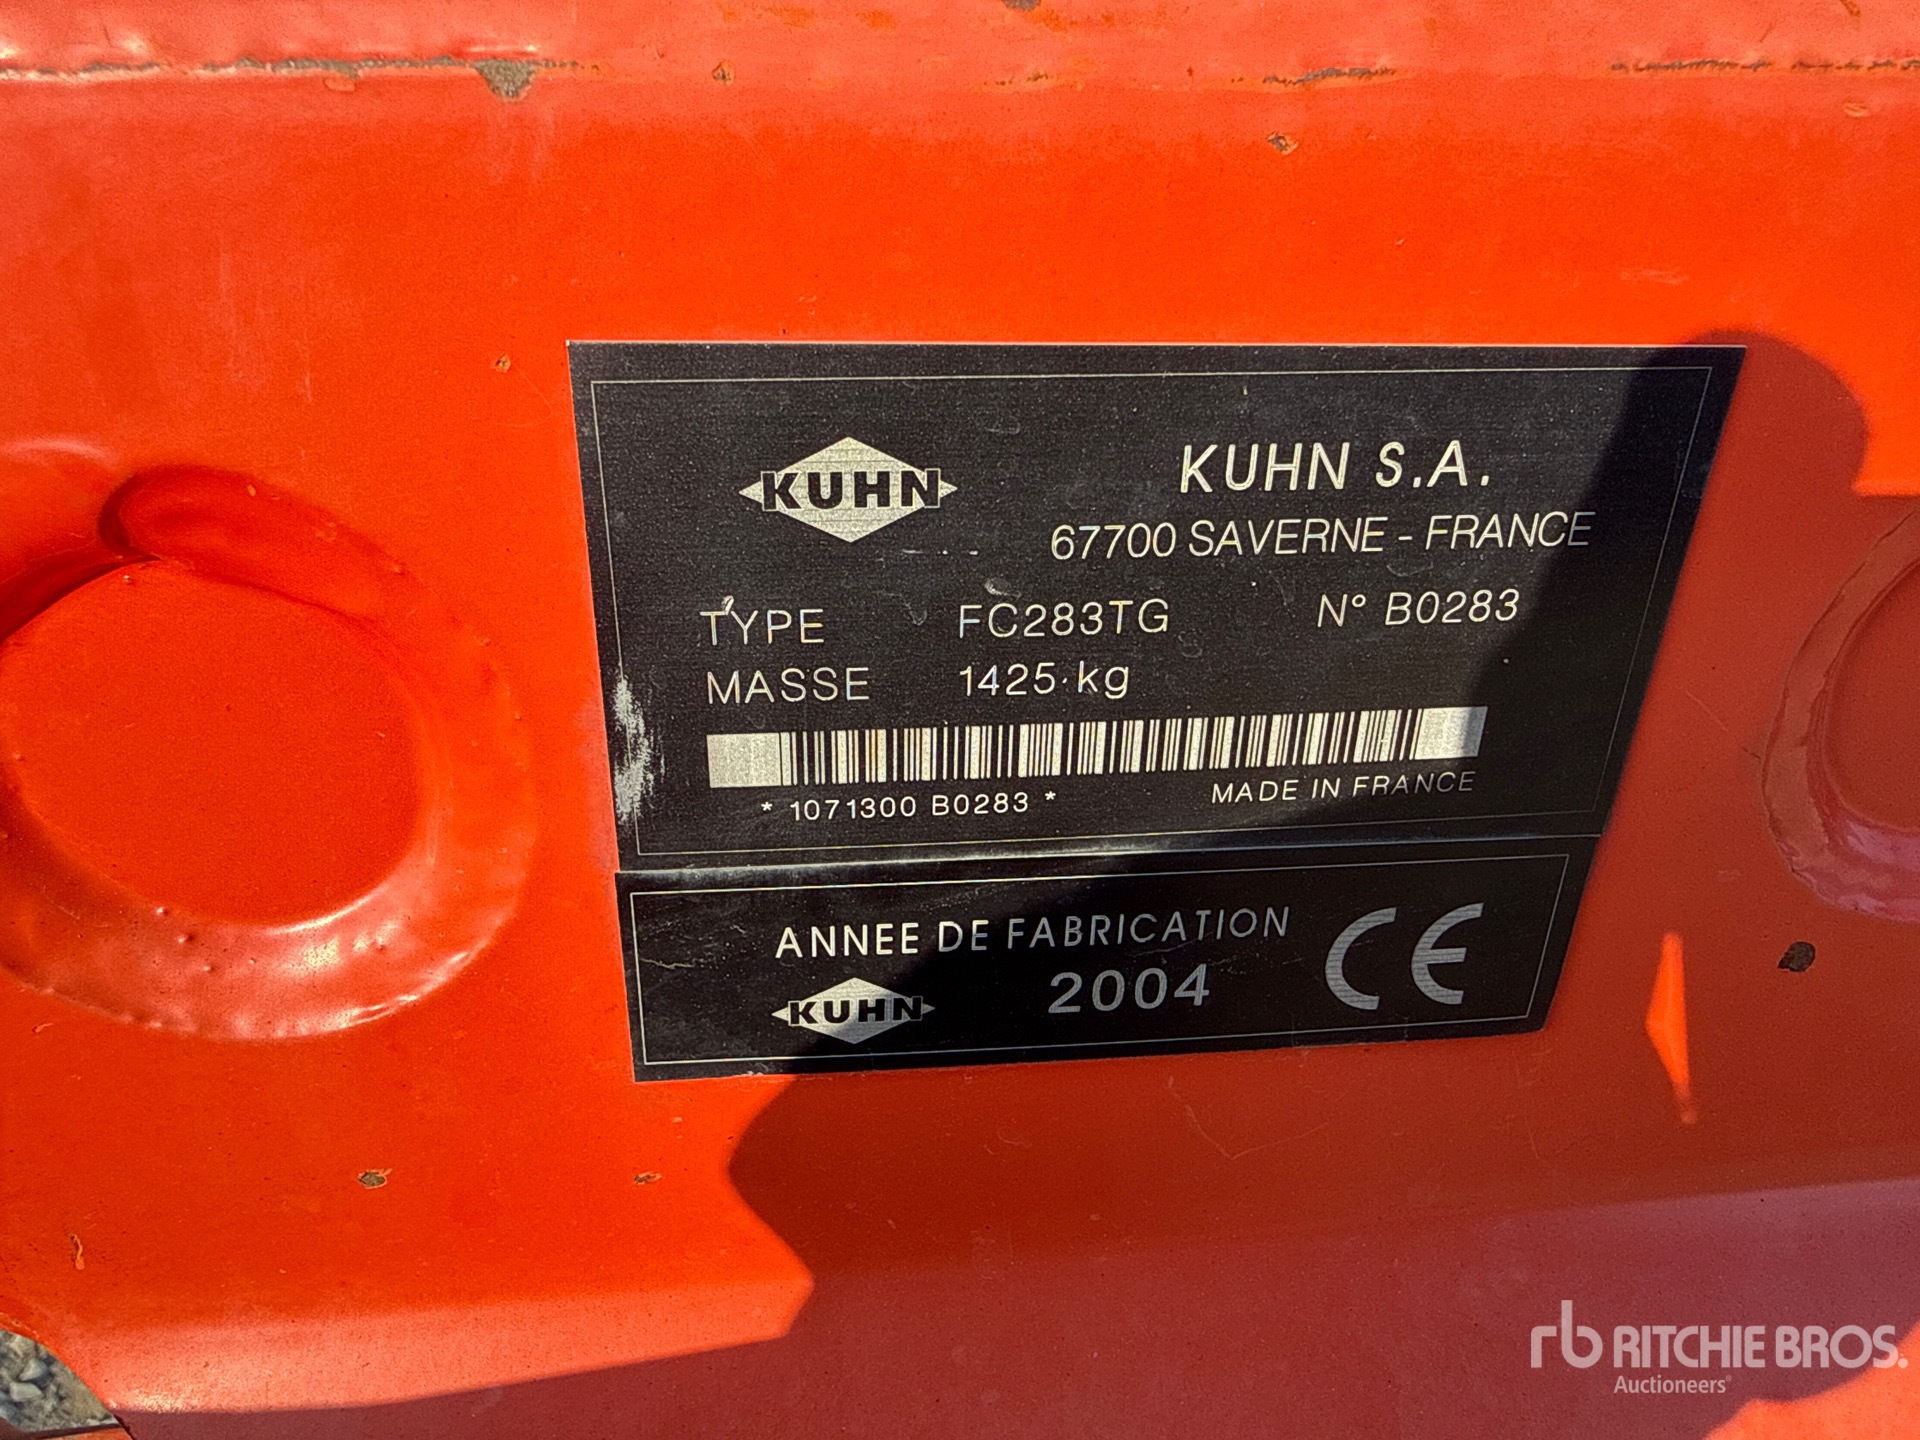 KUHN
KUHN S.A.
67700 SAVERNE - FRANCE
TYPE FC283TG N° B0283
MASSE 1425 kg
* 1071300 B0283 *
MADE IN FRANCE
ANNEE DE FABRICATION
KUHN
2004
CE
rb RITCHIE BROS.
Auctioneers®